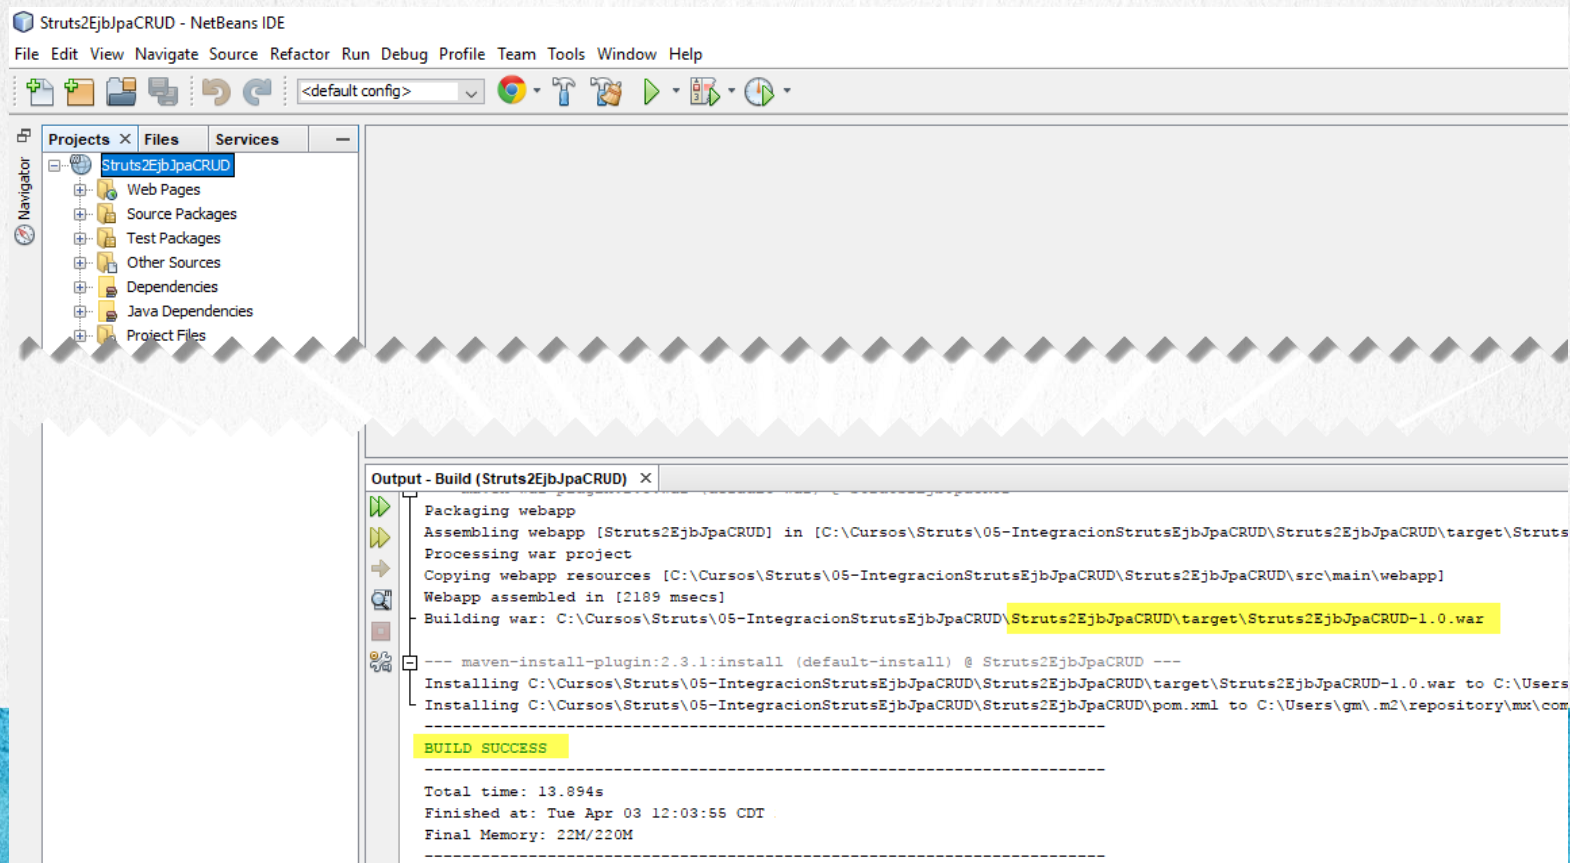 Struts2EjbJpaCRUD - NetBeans IDE
File Edit View Navigate Source Refactor Run Debug Profile Team Tools Window Help
<default config>
Projects Files Services
Navigator
Struts2EjbJpaCRUD
Web Pages
Source Packages
Test Packages
Other Sources
Dependencies
Java Dependencies
Project Files
Output - Build (Struts2EjbJpaCRUD)
Packaging webapp
Assembling webapp [Struts2EjbJpaCRUD] in [C:\Cursos\Struts\05-IntegracionStrutsEjbJpaCRUD\Struts2EjbJpaCRUD\target\Struts
Processing war project
Copying webapp resources [C:\Cursos\Struts\05-IntegracionStrutsEjbJpaCRUD\Struts2EjbJpaCRUD\src\main\webapp]
Webapp assembled in [2189 msecs]
Building war: C:\Cursos\Struts\05-IntegracionStrutsEjbJpaCRUD\Struts2EjbJpaCRUD\target\Struts2EjbJpaCRUD-1.0.war
--- maven-install-plugin:2.3.1:install (default-install) @ Struts2EjbJpaCRUD ---
Installing C:\Cursos\Struts\05-IntegracionStrutsEjbJpaCRUD\Struts2EjbJpaCRUD\target\Struts2EjbJpaCRUD-1.0.war to C:\Users
Installing C:\Cursos\Struts\05-IntegracionStrutsEjbJpaCRUD\Struts2EjbJpaCRUD\pom.xml to C:\Users\gm\.m2\repository\mx\com
------------------------------------------------------------------------
BUILD SUCCESS
------------------------------------------------------------------------
Total time: 13.894s
Finished at: Tue Apr 03 12:03:55 CDT
Final Memory: 22M/220M
------------------------------------------------------------------------